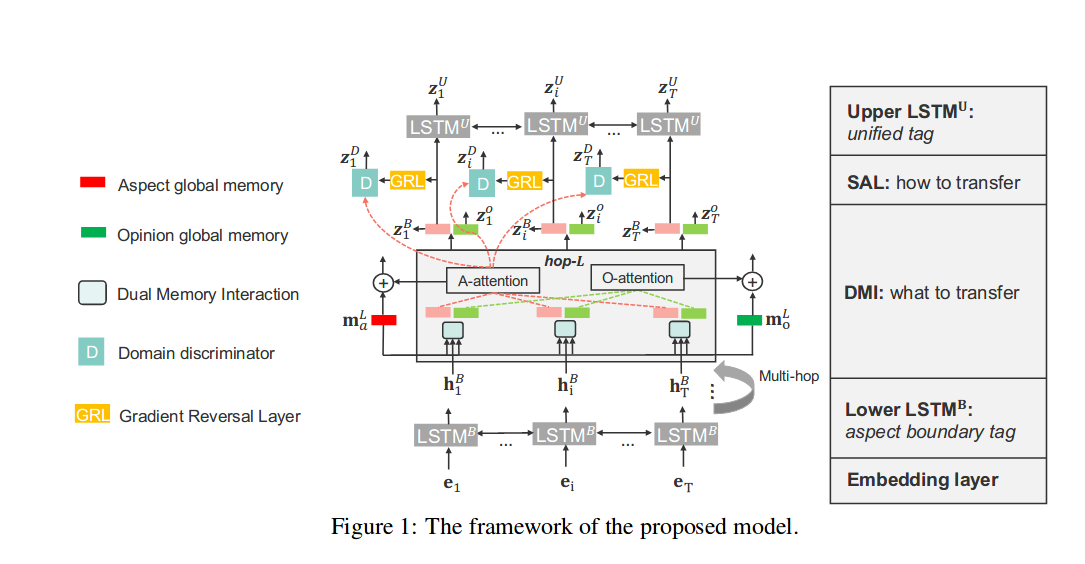 Aspect global memory
Opinion global memory
Dual Memory Interaction
D
Domain discriminator
GRL
Gradient Reversal Layer
z_1^U
z_i^U
z_T^U
LSTM^U
...
LSTM^U
...
LSTM^U
z_1^D
z_i^D
z_T^D
D
GRL
D
GRL
D
GRL
z_1^B
z_1^o
z_i^B
z_i^o
z_T^B
z_T^o
hop-L
A-attention
O-attention
+
+
m_a^L
m_o^L
h_1^B
h_i^B
h_T^B
⋮
Multi-hop
LSTM^B
...
LSTM^B
...
LSTM^B
e_1
e_i
e_T
Upper LSTM^U:
unified tag
SAL: how to transfer
DMI: what to transfer
Lower LSTM^B:
aspect boundary tag
Embedding layer
Figure 1: The framework of the proposed model.